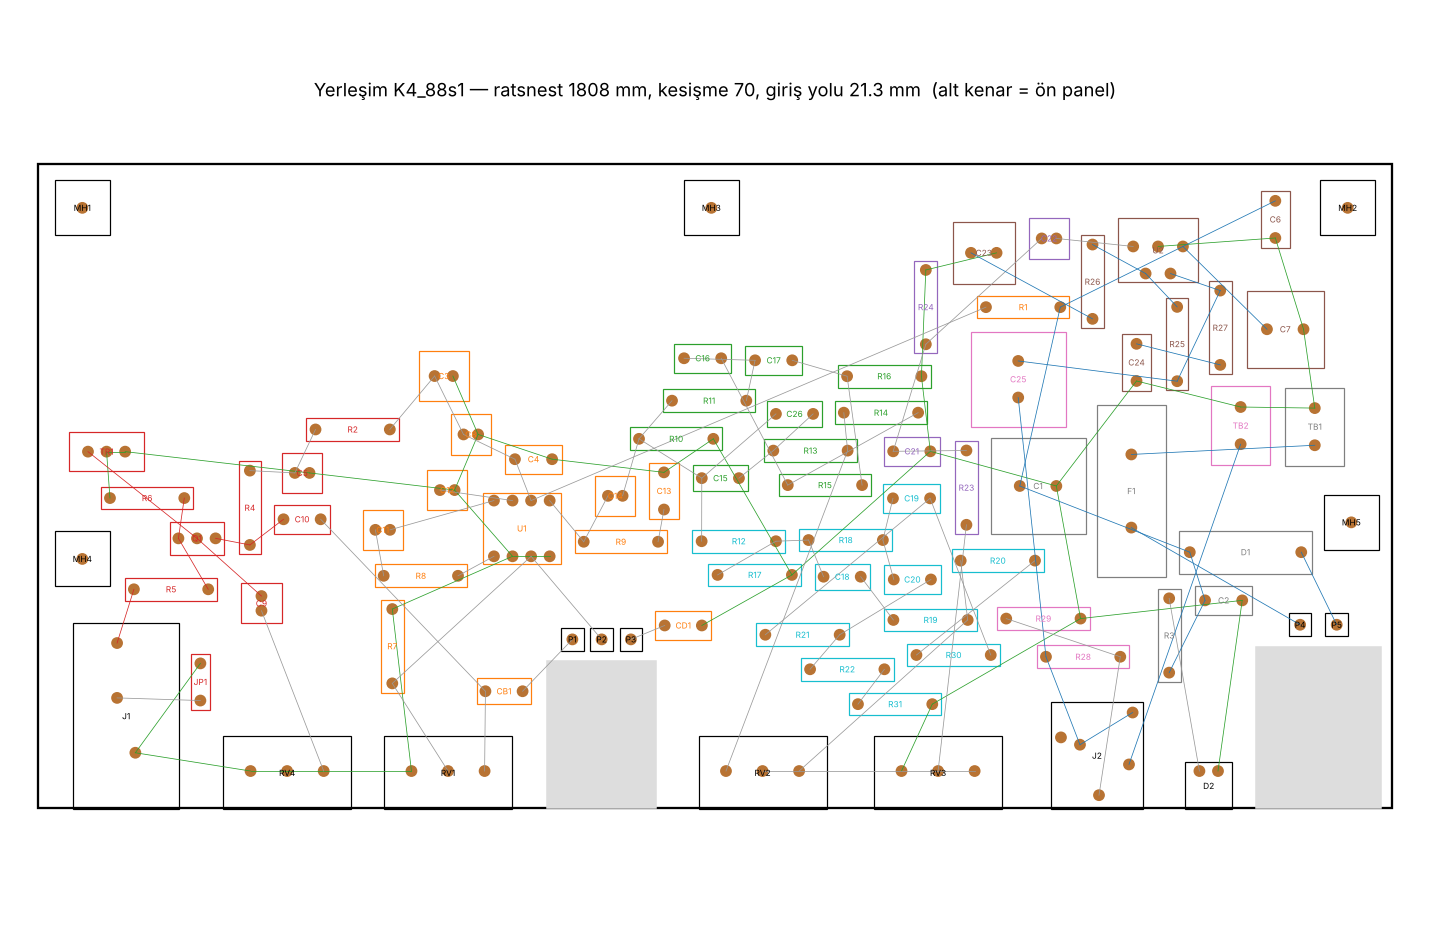 Yerleşim K4_88s1 — ratsnest 1808 mm, kesişme 70, giriş yolu 21.3 mm  (alt kenar = ön panel)
MH1
MH3
MH2
C6
C23
R26
R24
R1
C7
R27
R25
C24
C16
C17
C25
R16
R11
C26
R14
TB2
TB1
R2
R10
R13
C21
C4
C15
R15
R23
C13
C1
F1
R6
R4
C19
C10
U1
MH5
R9
R12
R18
D1
MH4
R20
R8
R17
C18
C20
R5
C2
R29
R19
CD1
P4
P5
R21
R3
P1
P2
P3
R7
R30
R28
R22
JP1
CB1
R31
J1
J2
RV4
RV1
RV2
RV3
D2